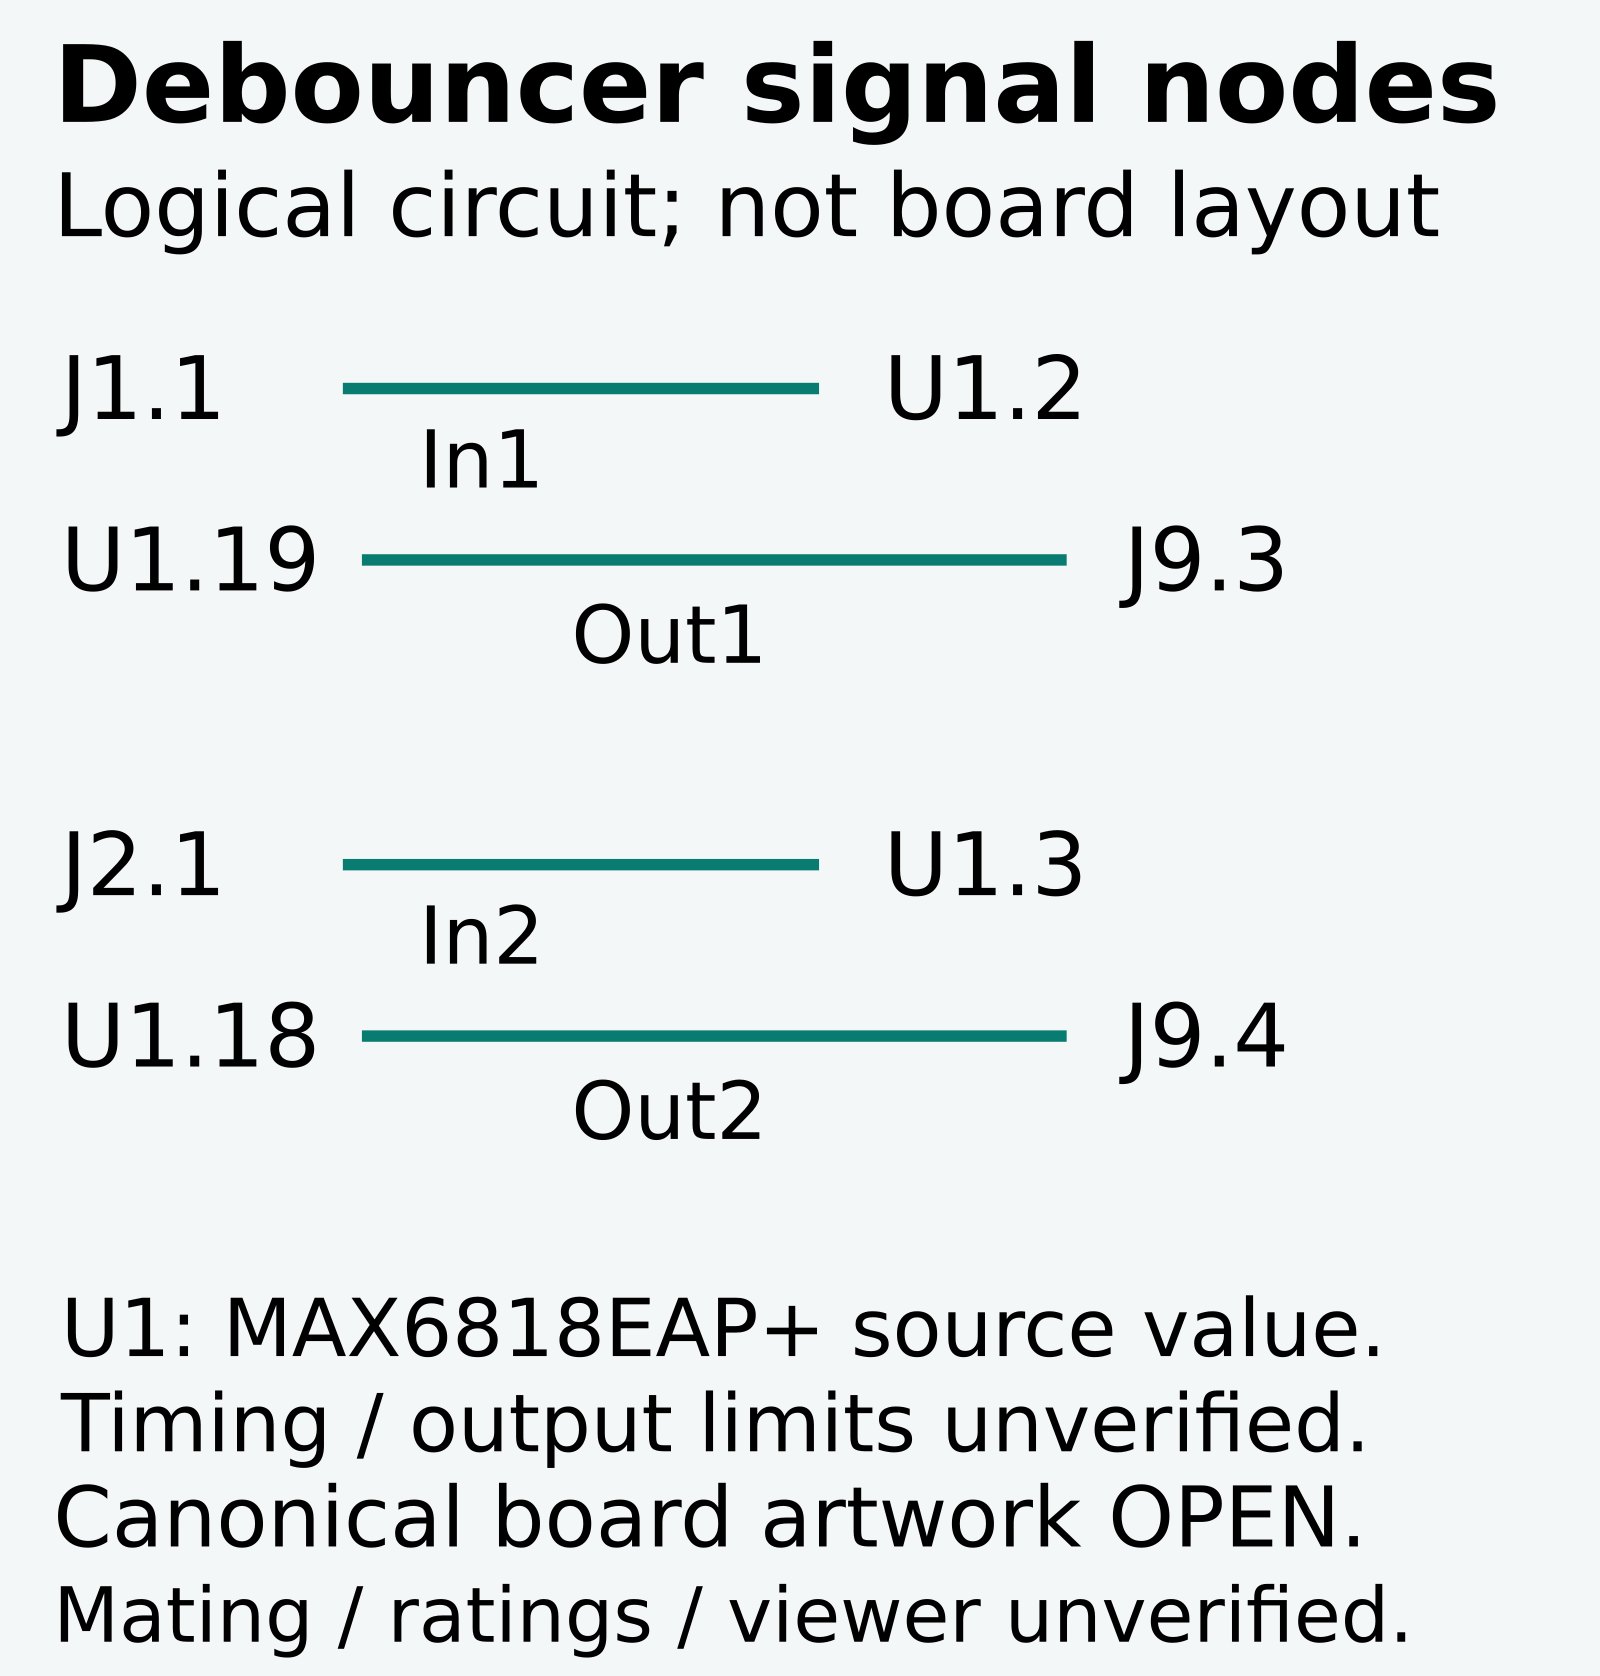 Debouncer signal nodes
Logical circuit; not board layout
J1.1 U1.2
In1
U1.19 J9.3
Out1
J2.1 U1.3
In2
U1.18 J9.4
Out2
U1: MAX6818EAP+ source value.
Timing / output limits unverified.
Canonical board artwork OPEN.
Mating / ratings / viewer unverified.